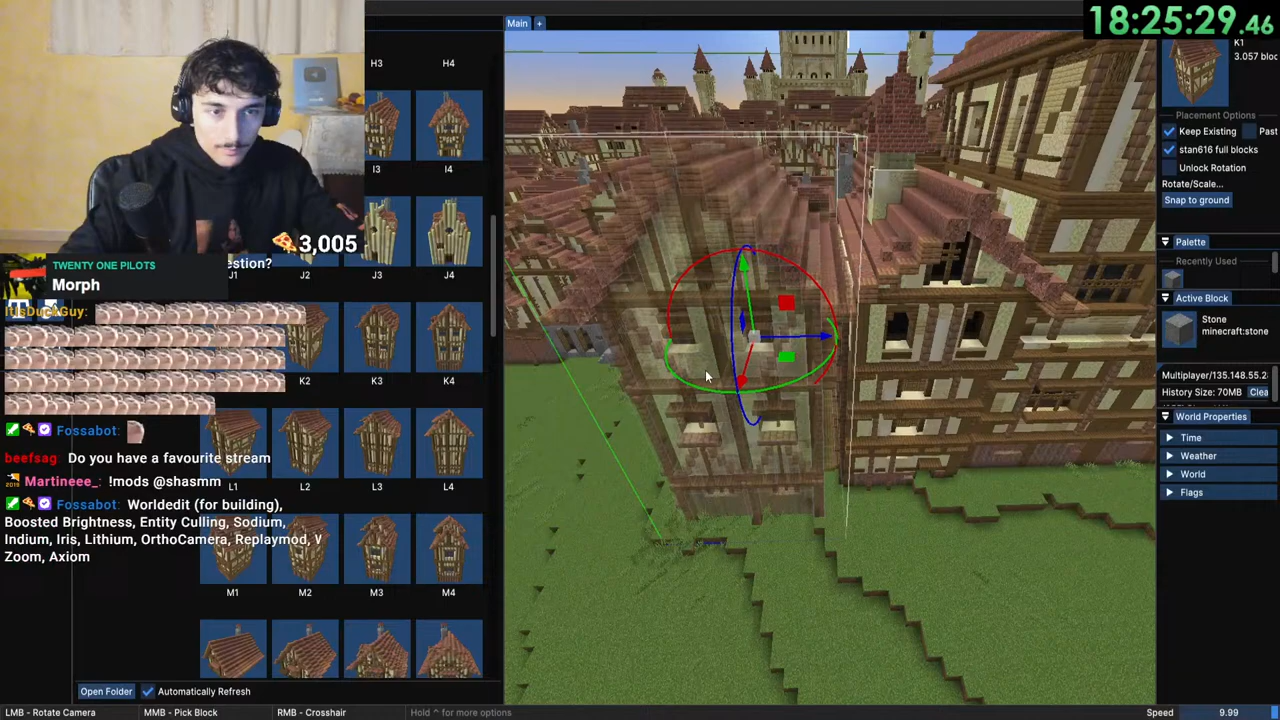 Main +
18:25:29.46
H3
H4
K1
3.057 bloc
Placement Options
Keep Existing
Past
stan616 full blocks
Unlock Rotation
Rotate/Scale...
Snap to ground
Palette
Recently Used
Active Block
Stone
minecraft:stone
Multiplayer/135.148.55.2
History Size: 70MB Clea
World Properties
Time
Weather
World
Flags
I3
I4
3,005
TWENTY ONE PILOTS
Morph
estion?
J1
J2
J3
J4
ItIsDuckGuy:
K2
K3
K4
Fossabot:
beefsag: Do you have a favourite stream
Martineee_: !mods @shasmm
L1
L2
L3
L4
Fossabot: Worldedit (for building),
Boosted Brightness, Entity Culling, Sodium,
Indium, Iris, Lithium, OrthoCamera, Replaymod, W
Zoom, Axiom
M1
M2
M3
M4
Open Folder
Automatically Refresh
LMB - Rotate Camera
MMB - Pick Block
RMB - Crosshair
Hold ^ for more options
Speed
9.99